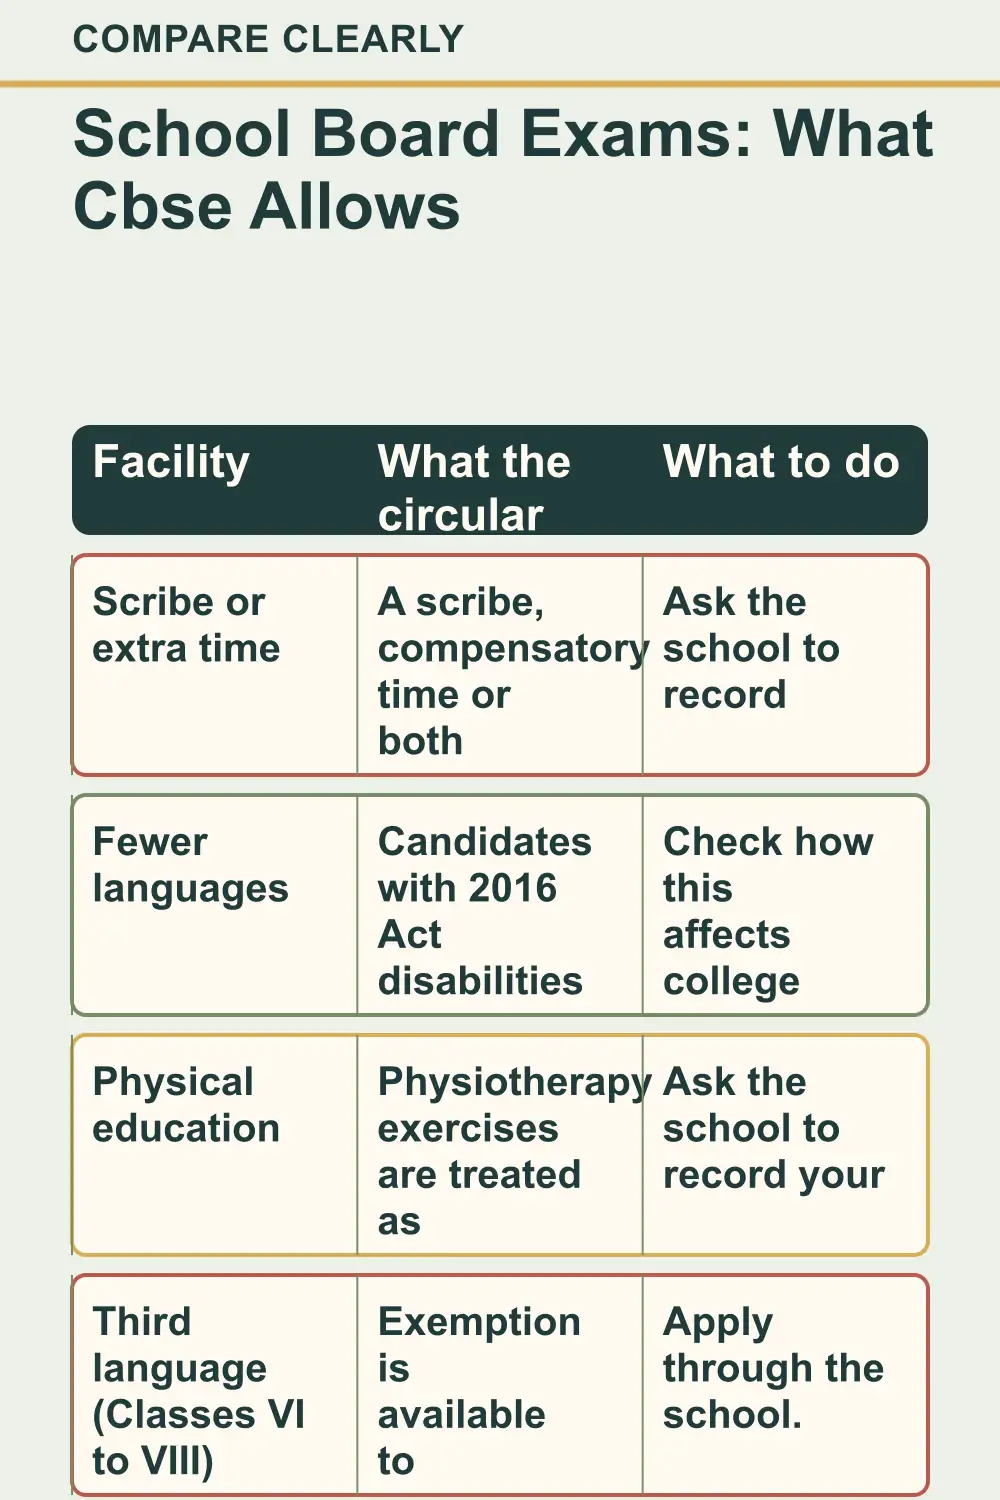 COMPARE CLEARLY
School Board Exams: What
Cbse Allows
Facility
What the
circular
What to do
Scribe or
extra time
A scribe,
compensatory
time or
both
Ask the
school to
record
Fewer
languages
Candidates
with 2016
Act
disabilities
Check how
this
affects
college
Physical
education
Physiotherapy
exercises
are treated
as
Ask the
school to
record your
Third
language
(Classes VI
to VIII)
Exemption
is
available
to
Apply
through the
school.